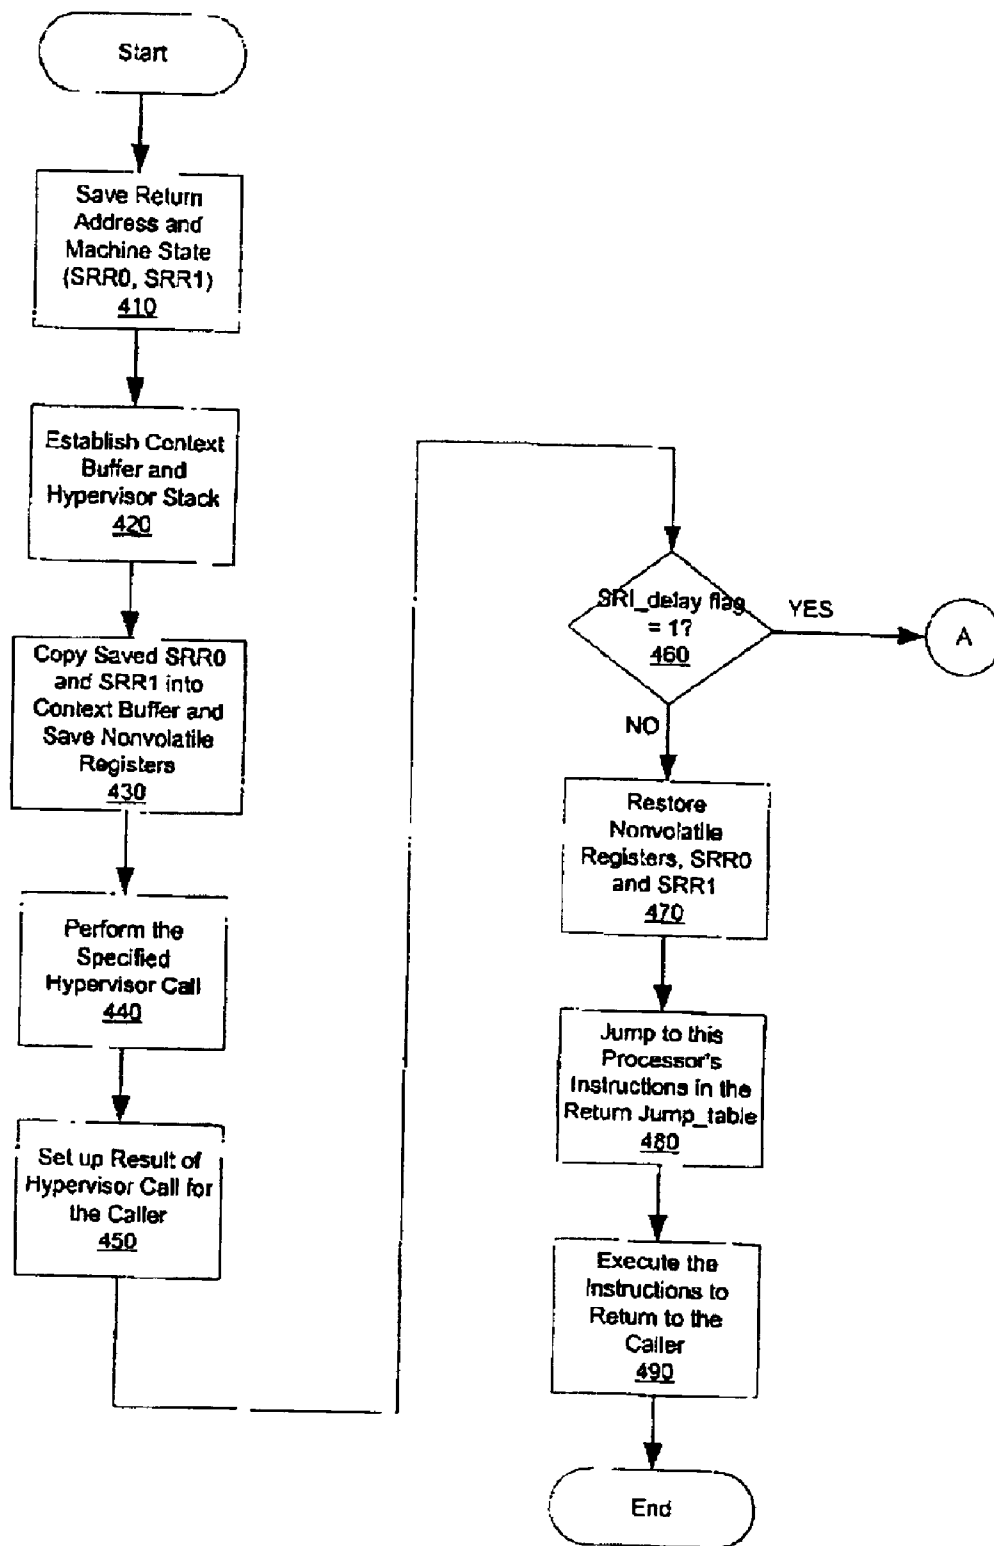 Start
Save Return
Address and
Machine State
(SRR0, SRR1)
410
Establish Context
Buffer and
Hypervisor Stack
420
Copy Saved SRR0
and SRR1 into
Context Buffer and
Save Nonvolatile
Registers
430
Perform the
Specified
Hypervisor Call
440
Set up Result of
Hypervisor Call for
the Caller
450
SRI_delay flag
= 1?
460
YES
A
NO
Restore
Nonvolatile
Registers, SRR0
and SRR1
470
Jump to this
Processor's
Instructions in the
Return Jump_table
480
Execute the
Instructions to
Return to the
Caller
490
End